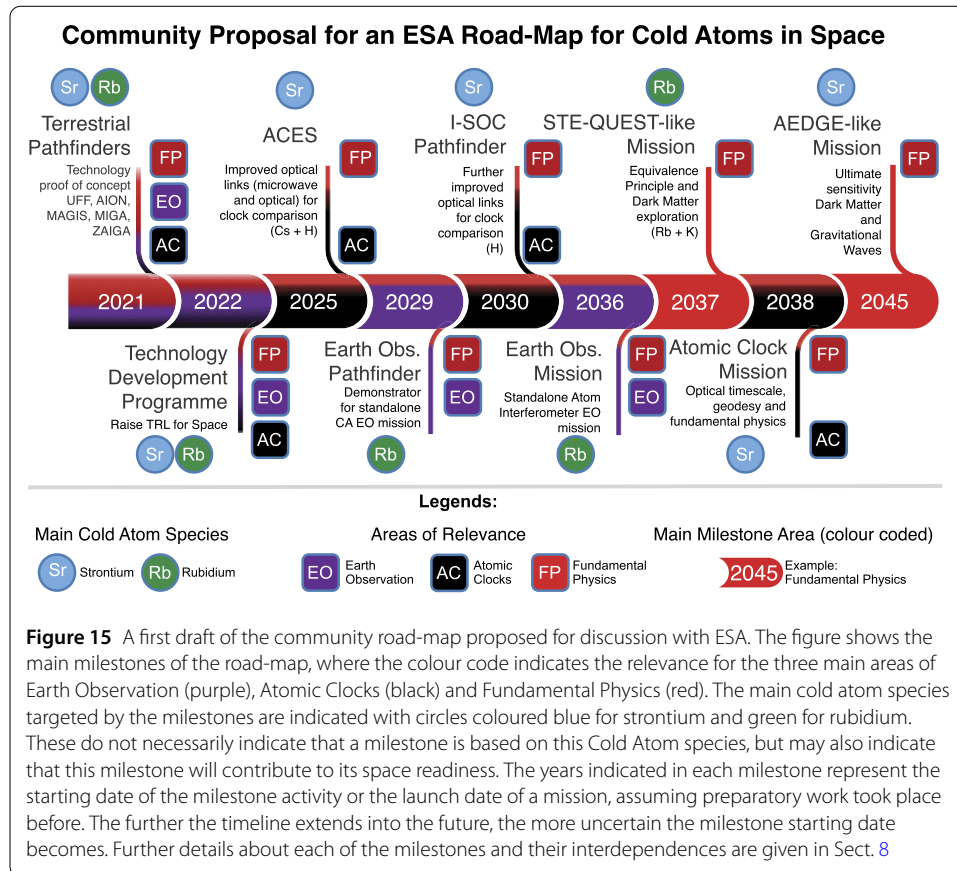 Community Proposal for an ESA Road-Map for Cold Atoms in Space
Sr Rb
Terrestrial
Pathfinders
Technology
proof of concept
UFF, AION,
MAGIS, MIGA,
ZAIGA
FP
EO
AC
Sr
ACES
Improved optical
links (microwave
and optical) for
clock comparison
(Cs + H)
FP
AC
Sr
I-SOC
Pathfinder
Further
improved
optical links
for clock
comparison
(H)
FP
AC
Rb
STE-QUEST-like
Mission
Equivalence
Principle and
Dark Matter
exploration
(Rb + K)
FP
Sr
AEDGE-like
Mission
Ultimate
sensitivity
Dark Matter
and
Gravitational
Waves
FP
2021 2022 2025 2029 2030 2036 2037 2038 2045
Technology
Development
Programme
Raise TRL for Space
Sr Rb
FP
EO
AC
Earth Obs.
Pathfinder
Demonstrator
for standalone
CA EO mission
Rb
FP
EO
Earth Obs.
Mission
Standalone Atom
Interferometer EO
mission
Rb
FP
EO
Atomic Clock
Mission
Optical timescale,
geodesy and
fundamental physics
Sr
FP
AC
Legends:
Main Cold Atom Species
Sr Strontium Rb Rubidium
Areas of Relevance
EO Earth
Observation
AC Atomic
Clocks
FP Fundamental
Physics
Main Milestone Area (colour coded)
2045 Example:
Fundamental Physics
Figure 15 A first draft of the community road-map proposed for discussion with ESA. The figure shows the
main milestones of the road-map, where the colour code indicates the relevance for the three main areas of
Earth Observation (purple), Atomic Clocks (black) and Fundamental Physics (red). The main cold atom species
targeted by the milestones are indicated with circles coloured blue for strontium and green for rubidium.
These do not necessarily indicate that a milestone is based on this Cold Atom species, but may also indicate
that this milestone will contribute to its space readiness. The years indicated in each milestone represent the
starting date of the milestone activity or the launch date of a mission, assuming preparatory work took place
before. The further the timeline extends into the future, the more uncertain the milestone starting date
becomes. Further details about each of the milestones and their interdependences are given in Sect. 8